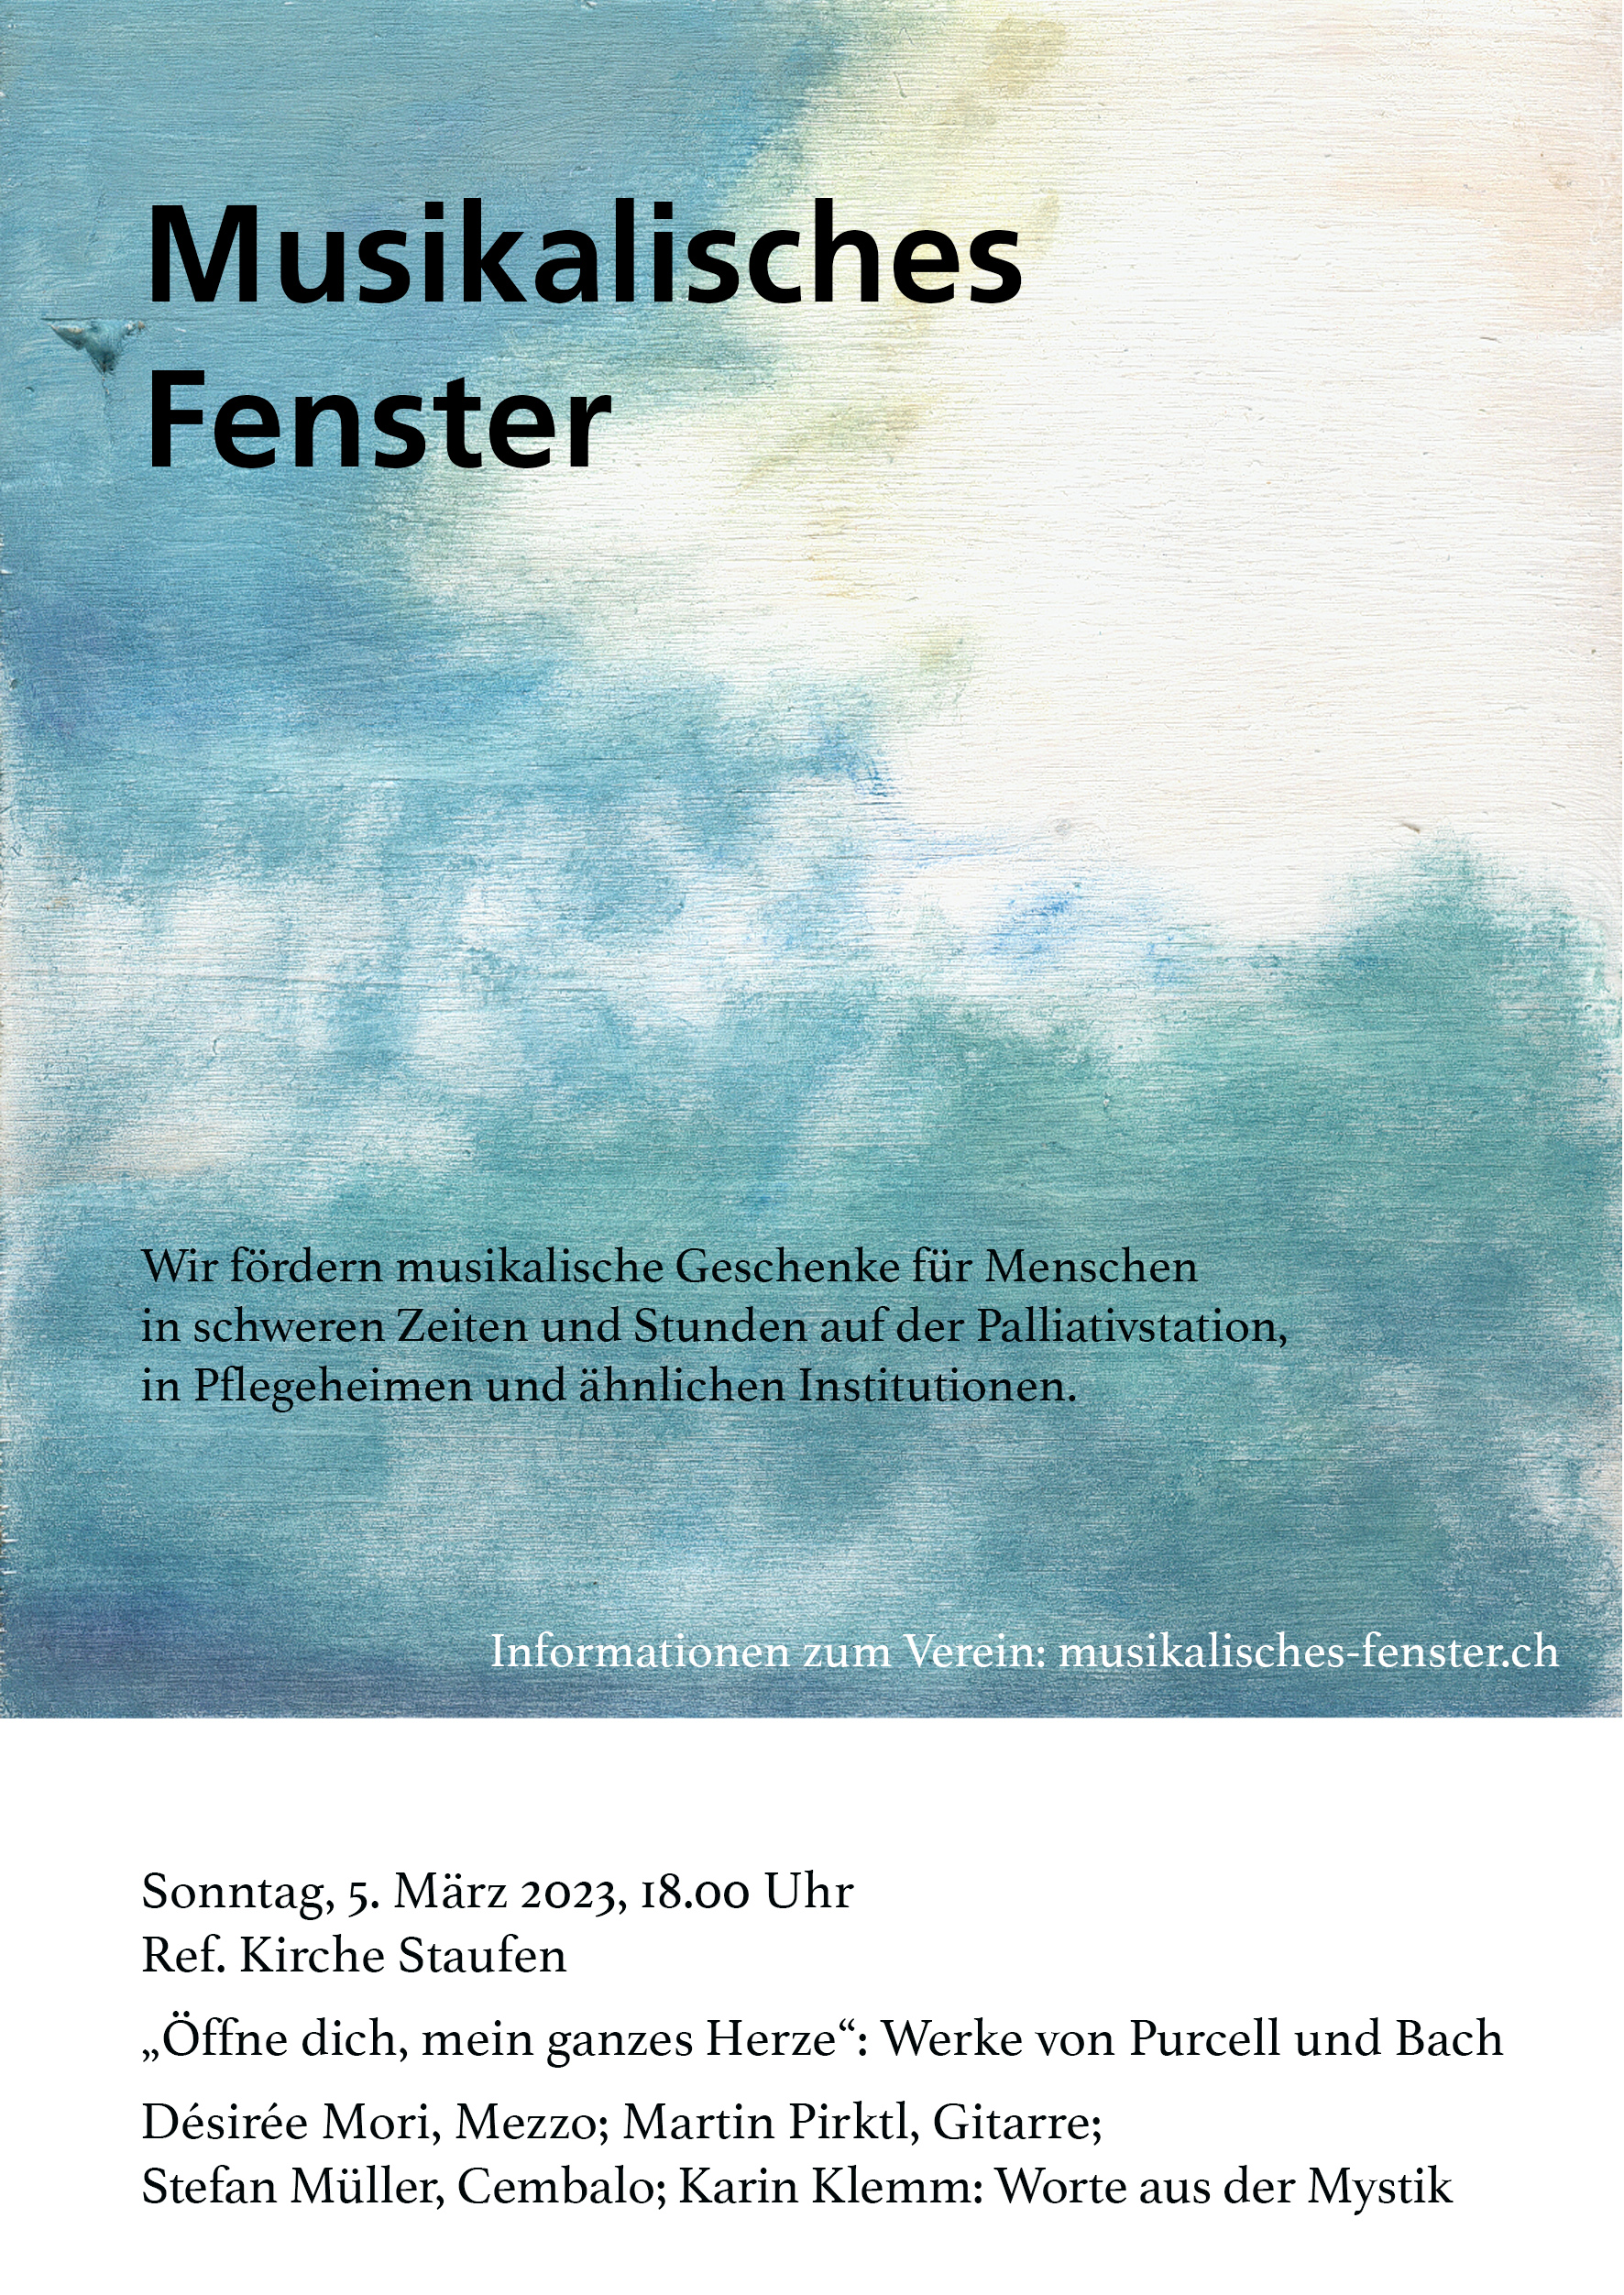 Musikalisches
Fenster
Wir fördern musikalische Geschenke für Menschen
in schweren Zeiten und Stunden auf der Palliativstation,
in Pflegeheimen und ähnlichen Institutionen.
Informationen zum Verein: musikalisches-fenster.ch
Sonntag, 5. März 2023, 18.00 Uhr
Ref. Kirche Staufen
„Öffne dich, mein ganzes Herze“: Werke von Purcell und Bach
Désirée Mori, Mezzo; Martin Pirktl, Gitarre;
Stefan Müller, Cembalo; Karin Klemm: Worte aus der Mystik